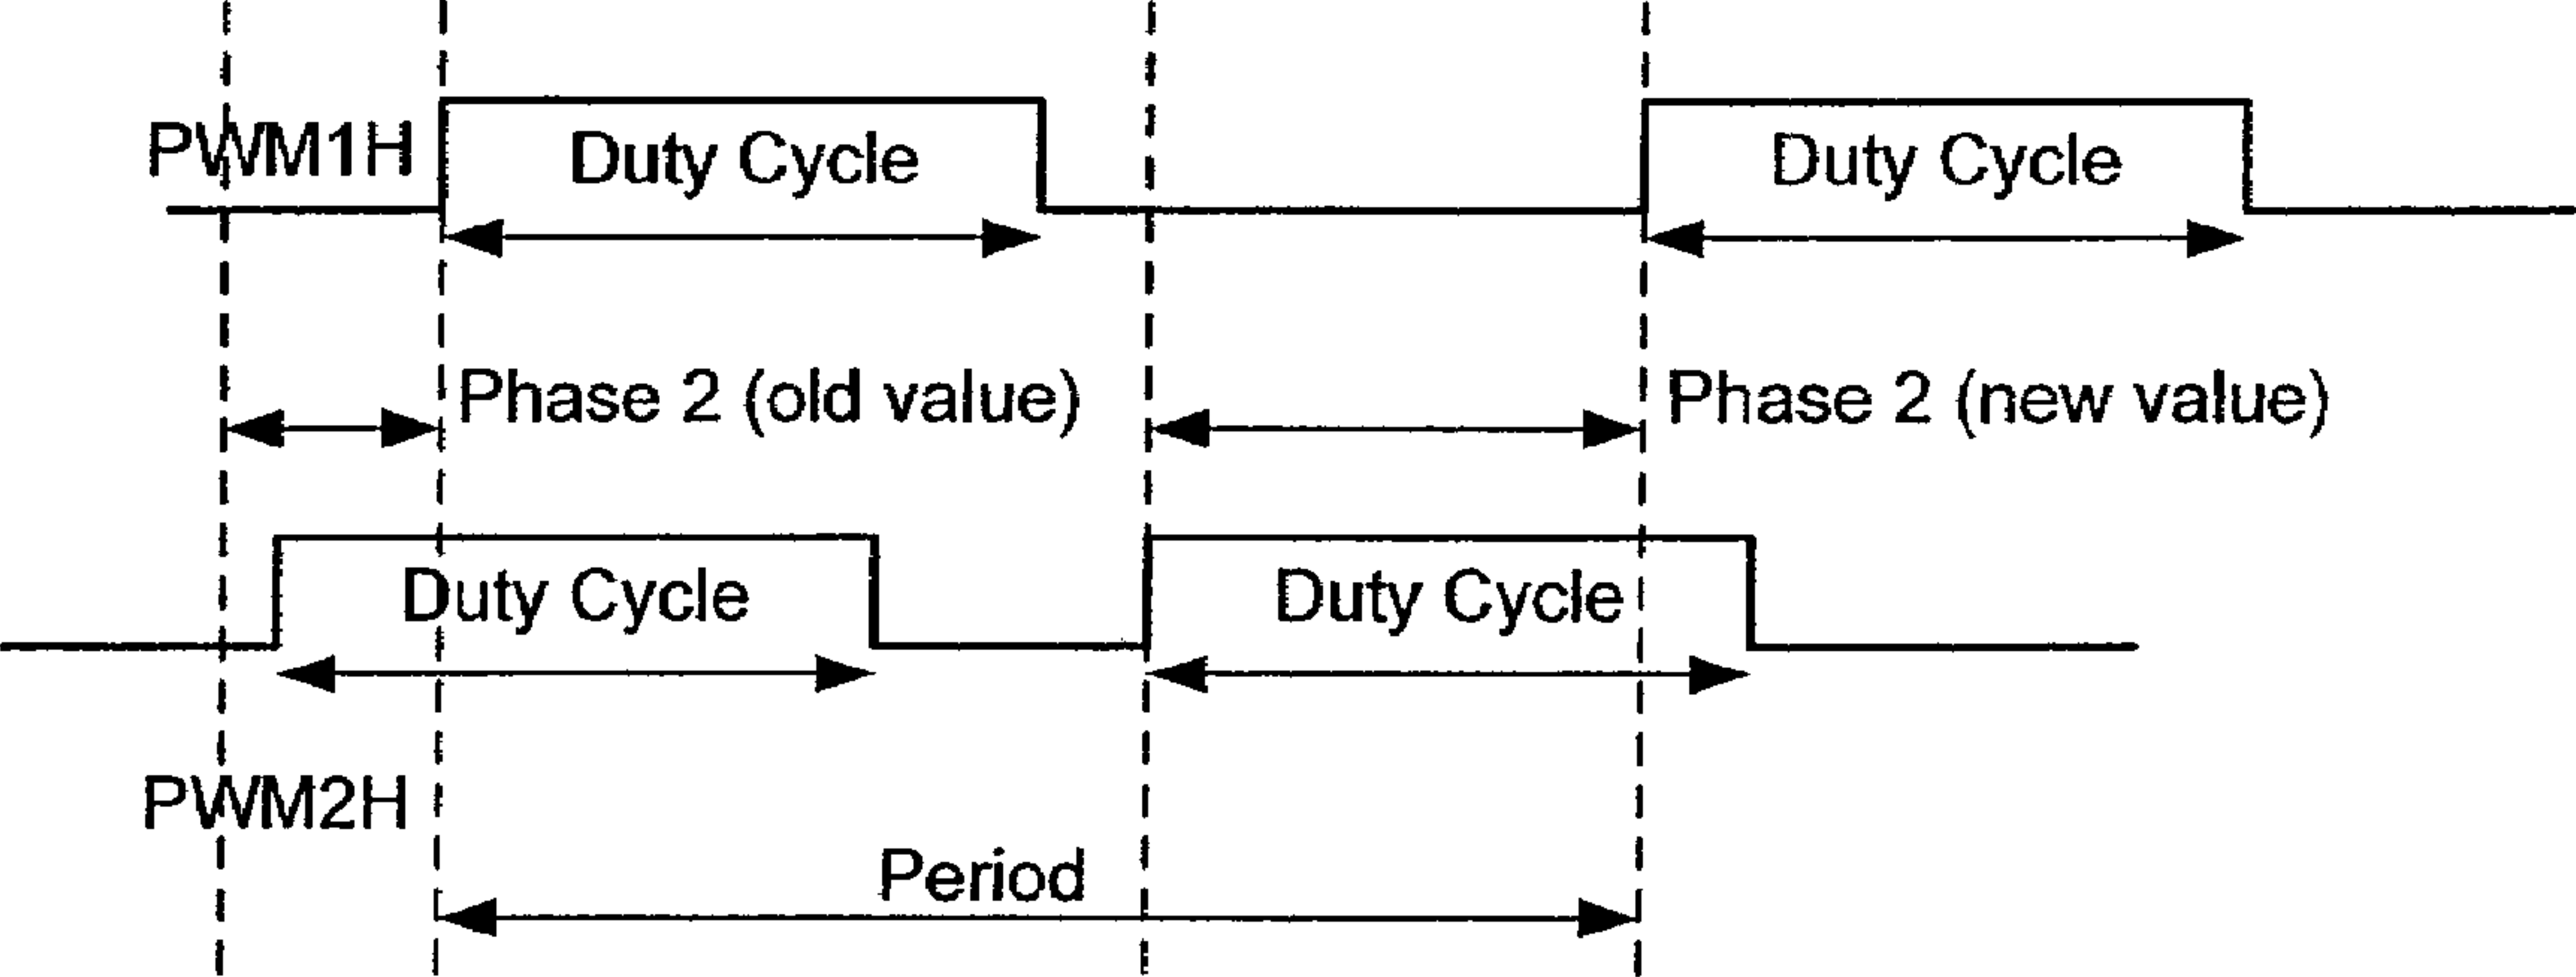 PWM1H
Duty Cycle
Duty Cycle
Phase 2 (old value)
Phase 2 (new value)
Duty Cycle
Duty Cycle
PWM2H
Period